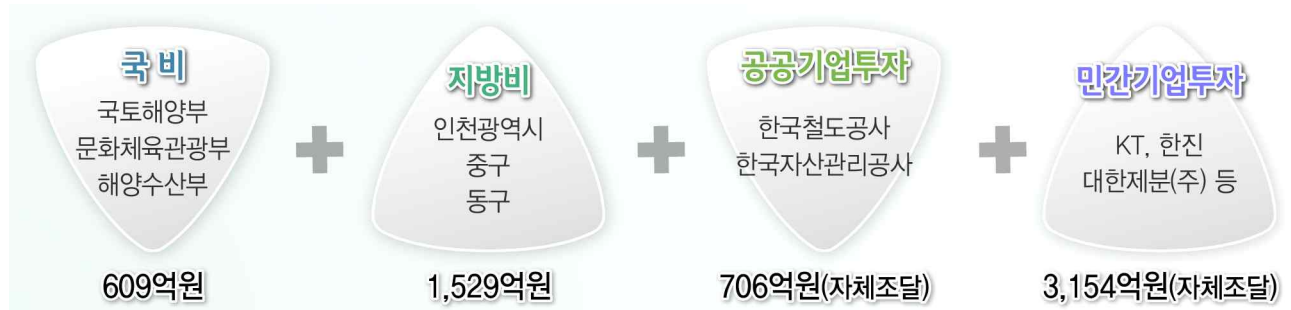 국 비
국토해양부
문화체육관광부
해양수산부
609억원
+
지방비
인천광역시
중구
동구
1,529억원
+
공공기업투자
한국철도공사
한국자산관리공사
706억원(자체조달)
+
민간기업투자
KT, 한진
대한제분(주) 등
3,154억원(자체조달)